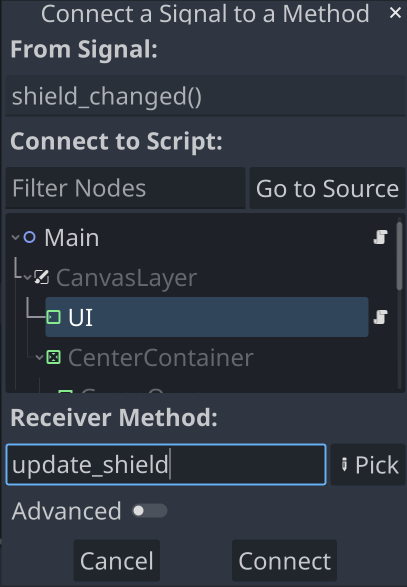 Connect a Signal to a Method
From Signal:
shield_changed()
Connect to Script:
Filter Nodes
Go to Source
Main
CanvasLayer
UI
CenterContainer
Receiver Method:
update_shield
Pick
Advanced
Cancel
Connect